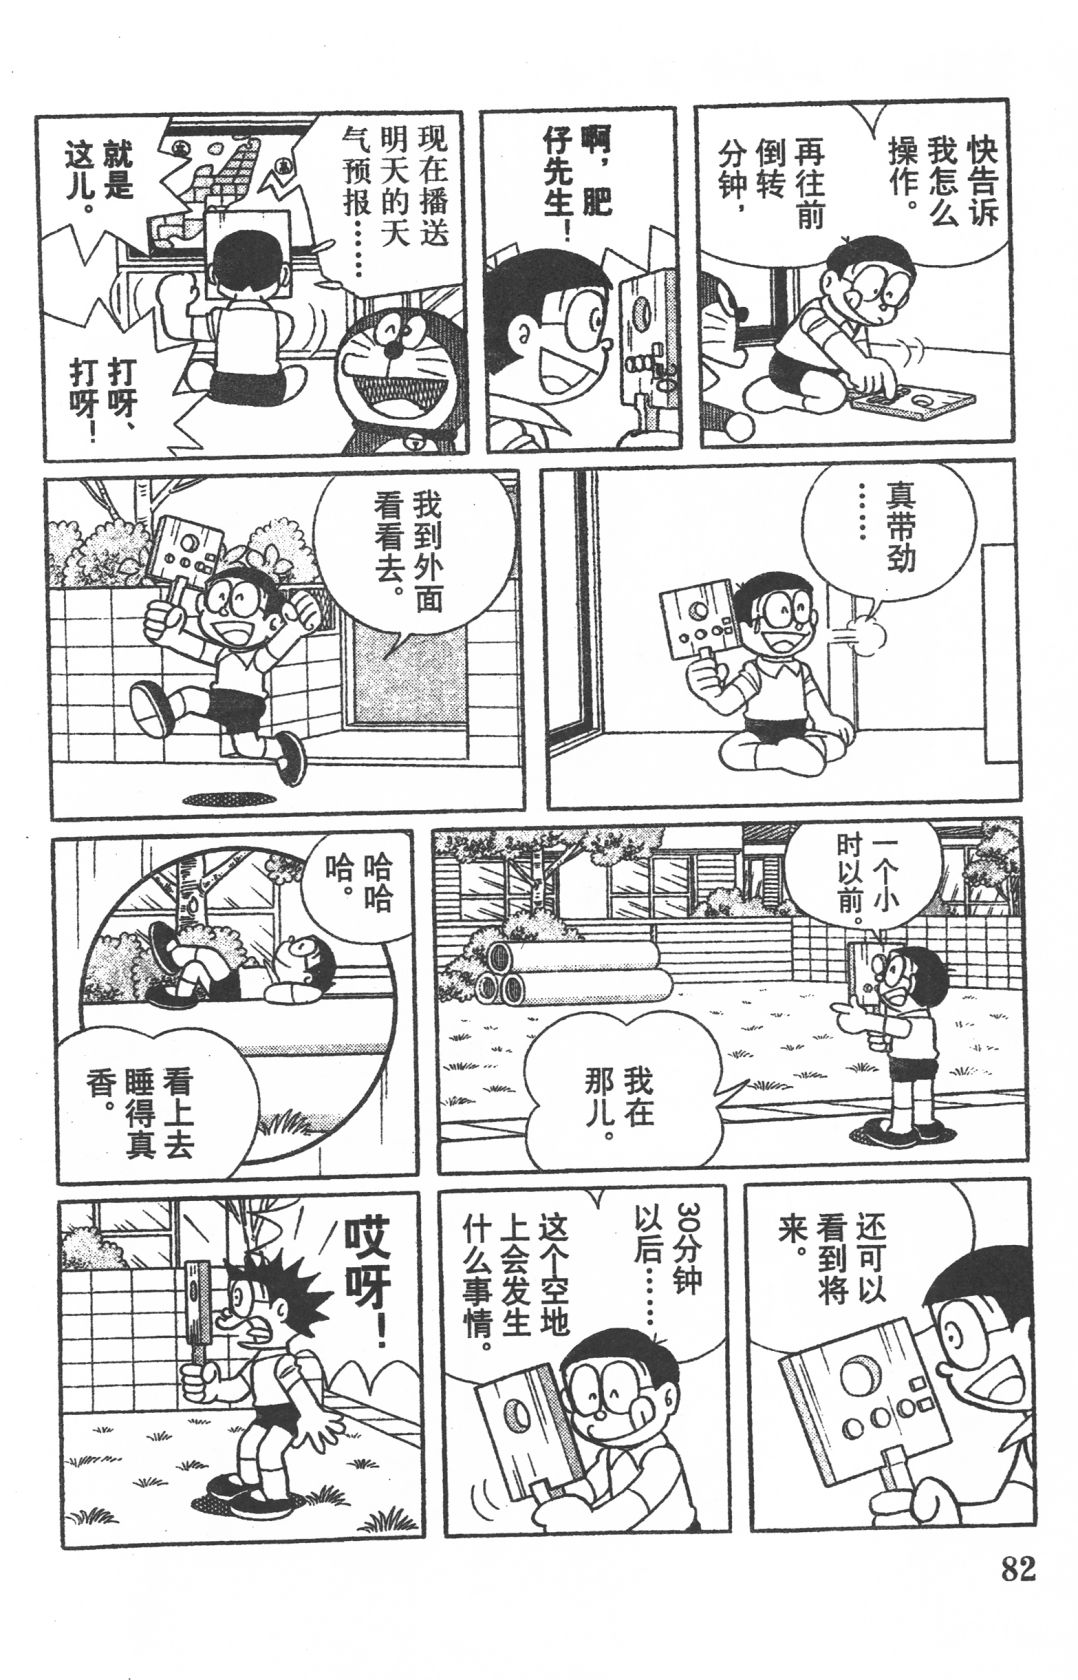 快告诉
我怎么
操作。
再往前
倒转
分钟,
啊，肥
仔先生！
现在播送
明天的天
气预报……
就是
这儿。
打呀、
打呀！
真带劲
……
我到外面
看看去。
一个小
时以前。
我在
那儿。
哈哈
哈。
看上去
睡得真
香。
还可以
看到将
来。
30分钟
以后……
这个空地
上会发生
什么事情。
哎呀！
82